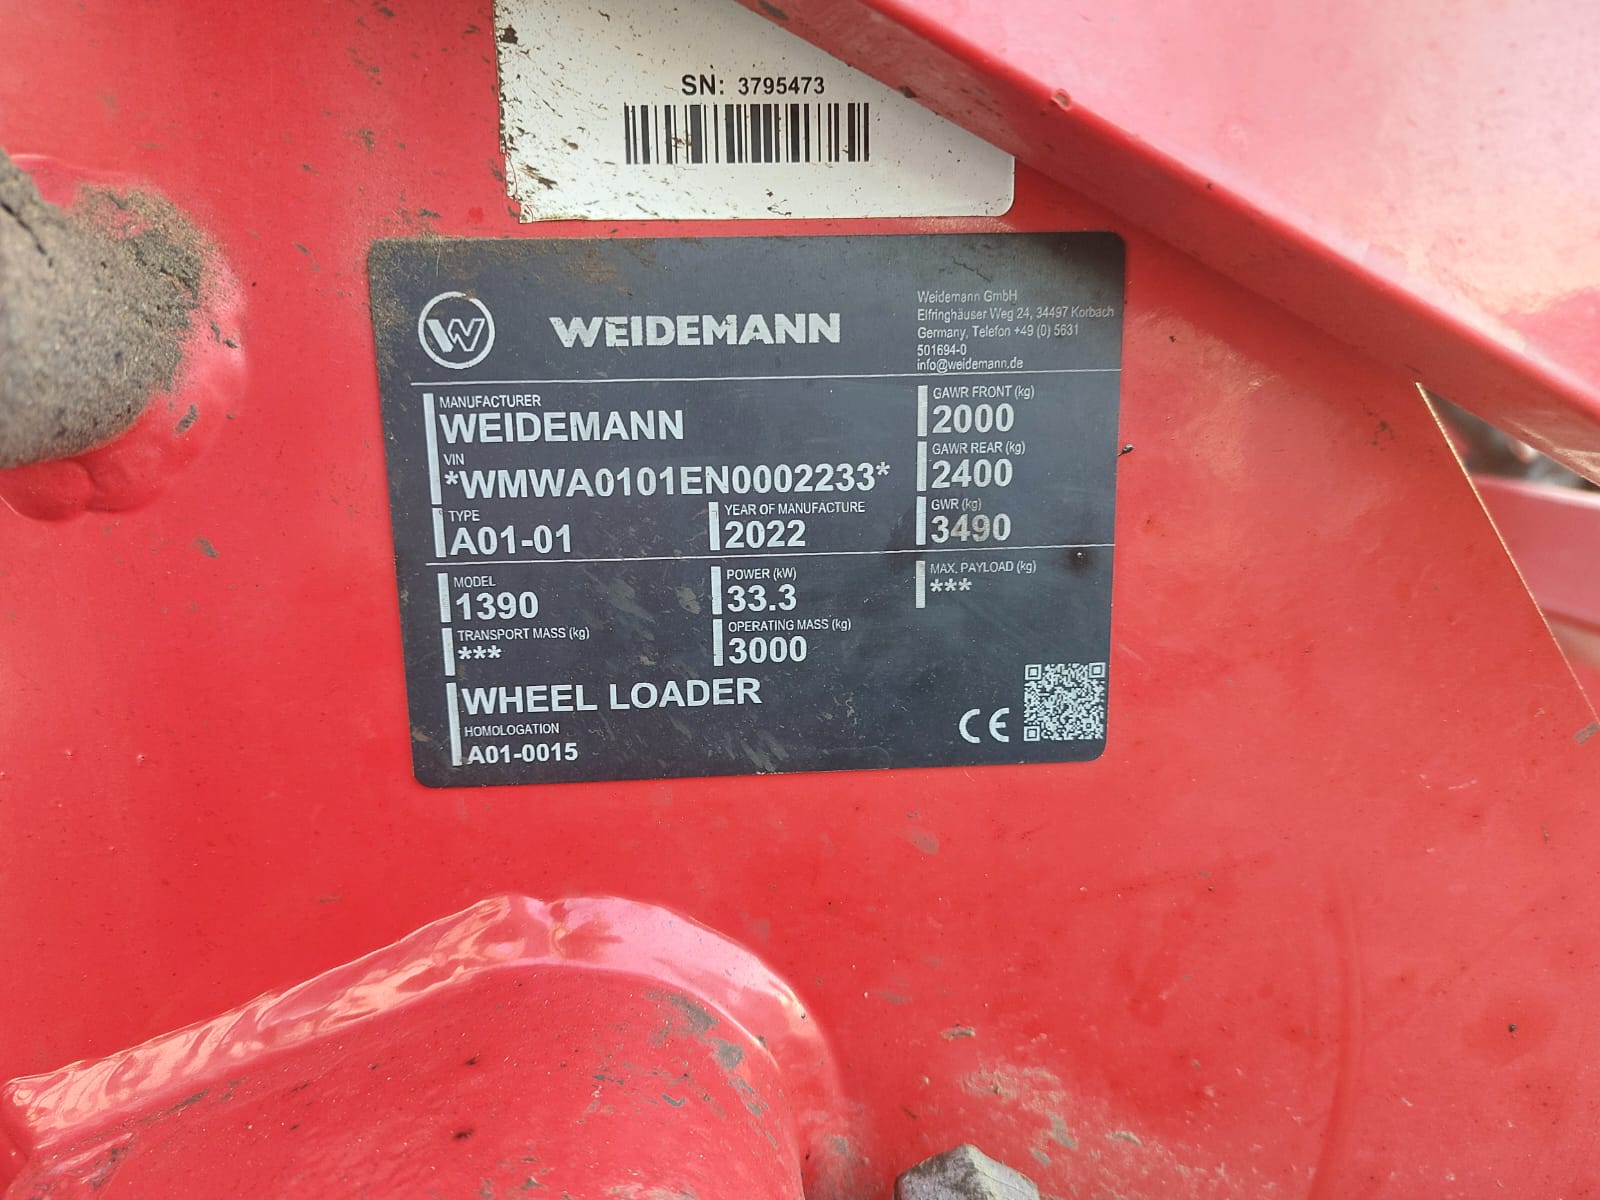 SN: 3795473
W WEIDEMANN
Weidemann GmbH
Elfringhäuser Weg 24, 34497 Korbach
Germany, Telefon +49 (0) 5631
501694-0
info@weidemann.de
MANUFACTURER
WEIDEMANN
VIN
*WMWA0101EN0002233*
TYPE
A01-01
YEAR OF MANUFACTURE
2022
GAWR FRONT (kg)
2000
GAWR REAR (kg)
2400
GWR (kg)
3490
MODEL
1390
POWER (kW)
33.3
MAX. PAYLOAD (kg)
***
TRANSPORT MASS (kg)
***
OPERATING MASS (kg)
3000
WHEEL LOADER
HOMOLOGATION
A01-0015
CE